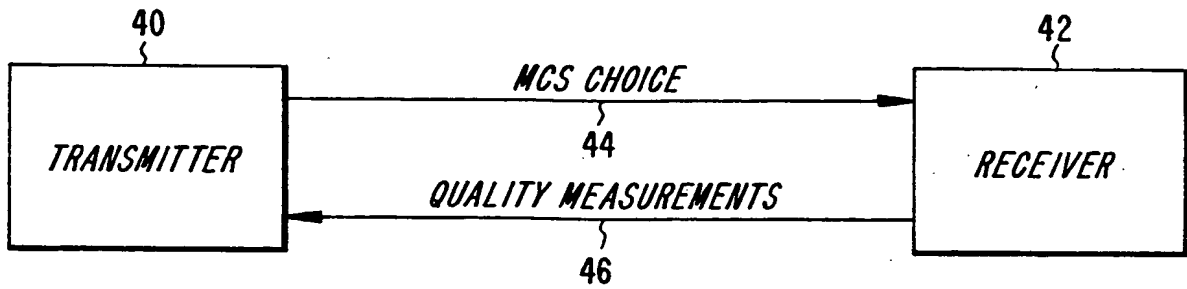 40
42
MCS CHOICE
44
TRANSMITTER
RECEIVER
QUALITY MEASUREMENTS
46